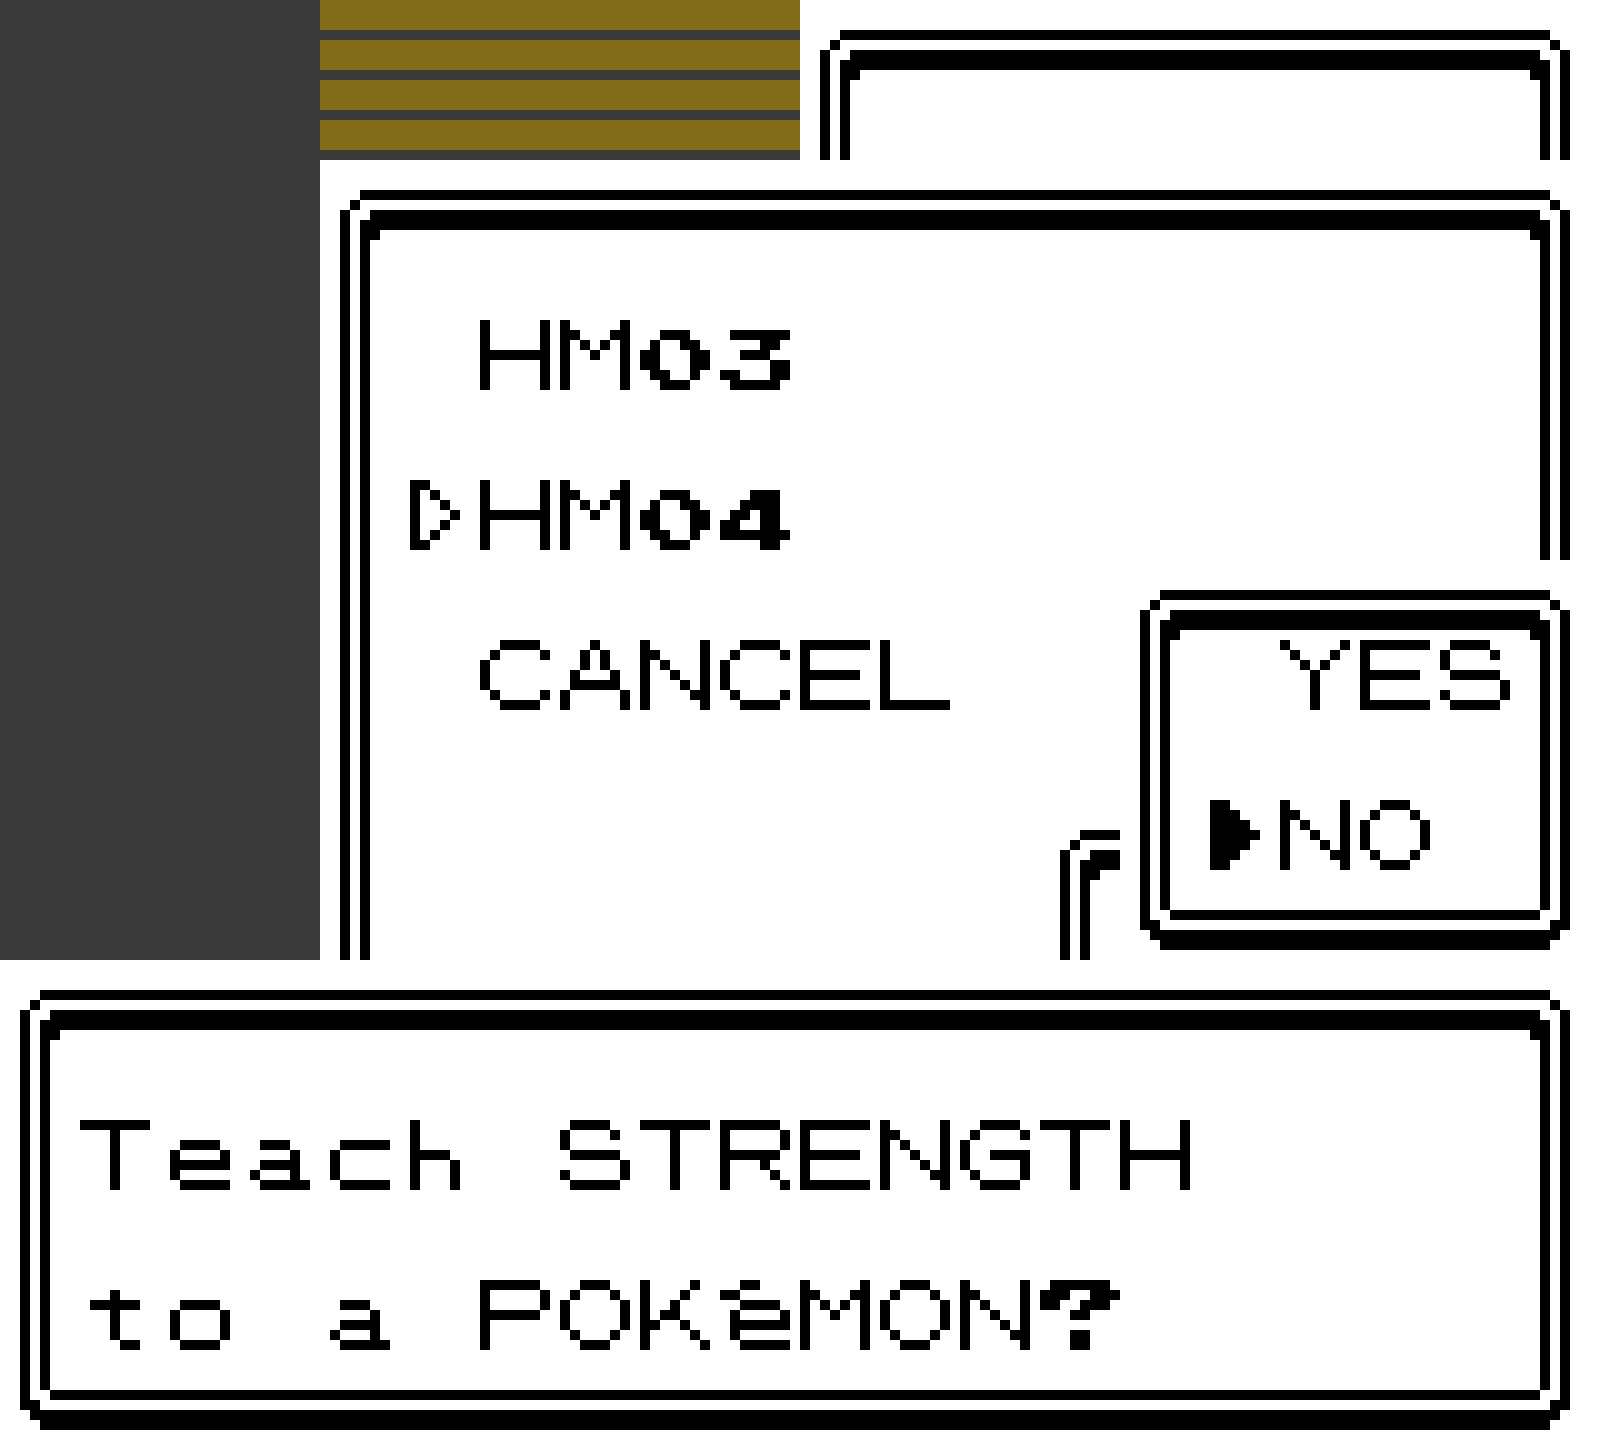 HM03
▷HM04
CANCEL
YES
▶NO
Teach STRENGTH
to a POKéMON?